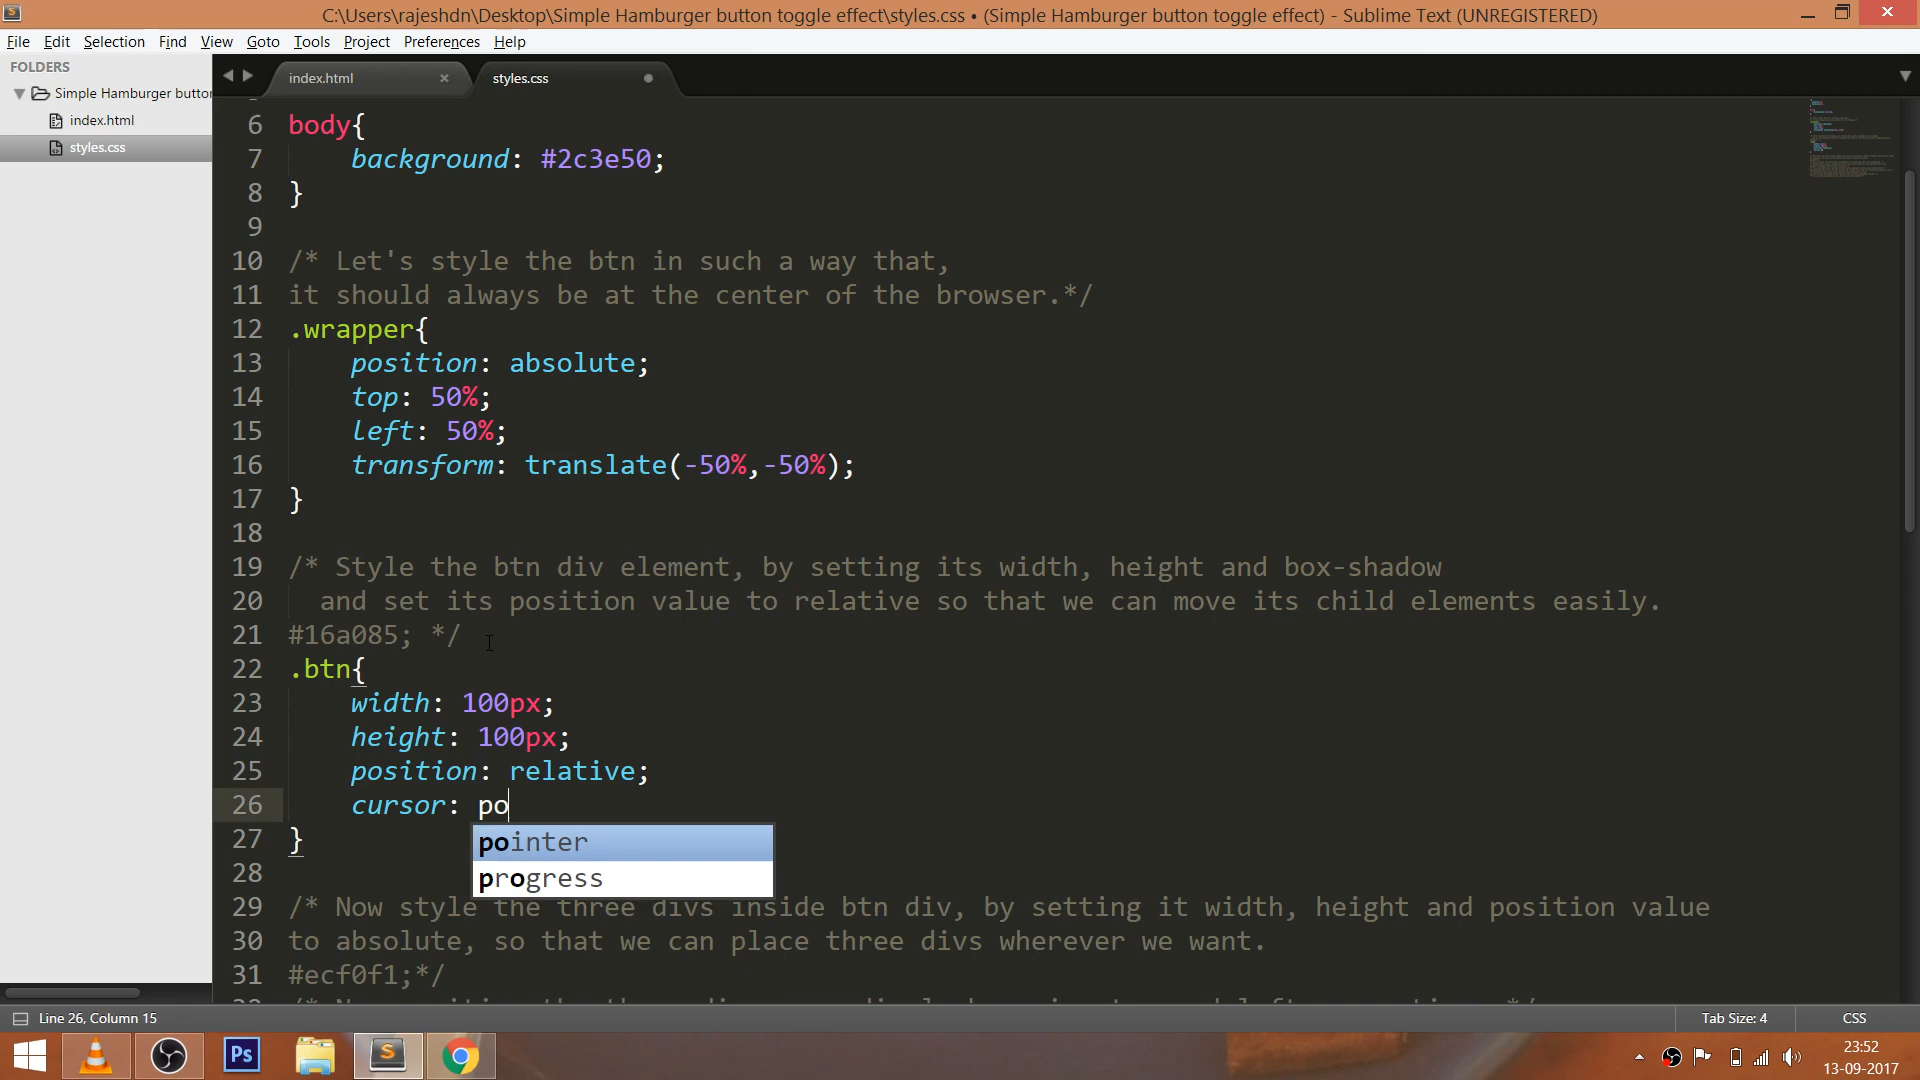 C:\Users\rajeshdn\Desktop\Simple Hamburger button toggle effect\styles.css • (Simple Hamburger button toggle effect) - Sublime Text (UNREGISTERED)
File Edit Selection Find View Goto Tools Project Preferences Help
FOLDERS
Simple Hamburger butto
index.html
styles.css
index.html
styles.css
6 body{
7 background: #2c3e50;
8 }
9
10 /* Let's style the btn in such a way that,
11 it should always be at the center of the browser.*/
12 .wrapper{
13 position: absolute;
14 top: 50%;
15 left: 50%;
16 transform: translate(-50%,-50%);
17 }
18
19 /* Style the btn div element, by setting its width, height and box-shadow
20 and set its position value to relative so that we can move its child elements easily.
21 #16a085; */
22 .btn{
23 width: 100px;
24 height: 100px;
25 position: relative;
26 cursor: po
pointer
27 }
progress
28
29 /* Now style the three divs inside btn div, by setting it width, height and position value
30 to absolute, so that we can place three divs wherever we want.
31 #ecf0f1;*/
Line 26, Column 15
Tab Size: 4
CSS
Ps
23:52
13-09-2017